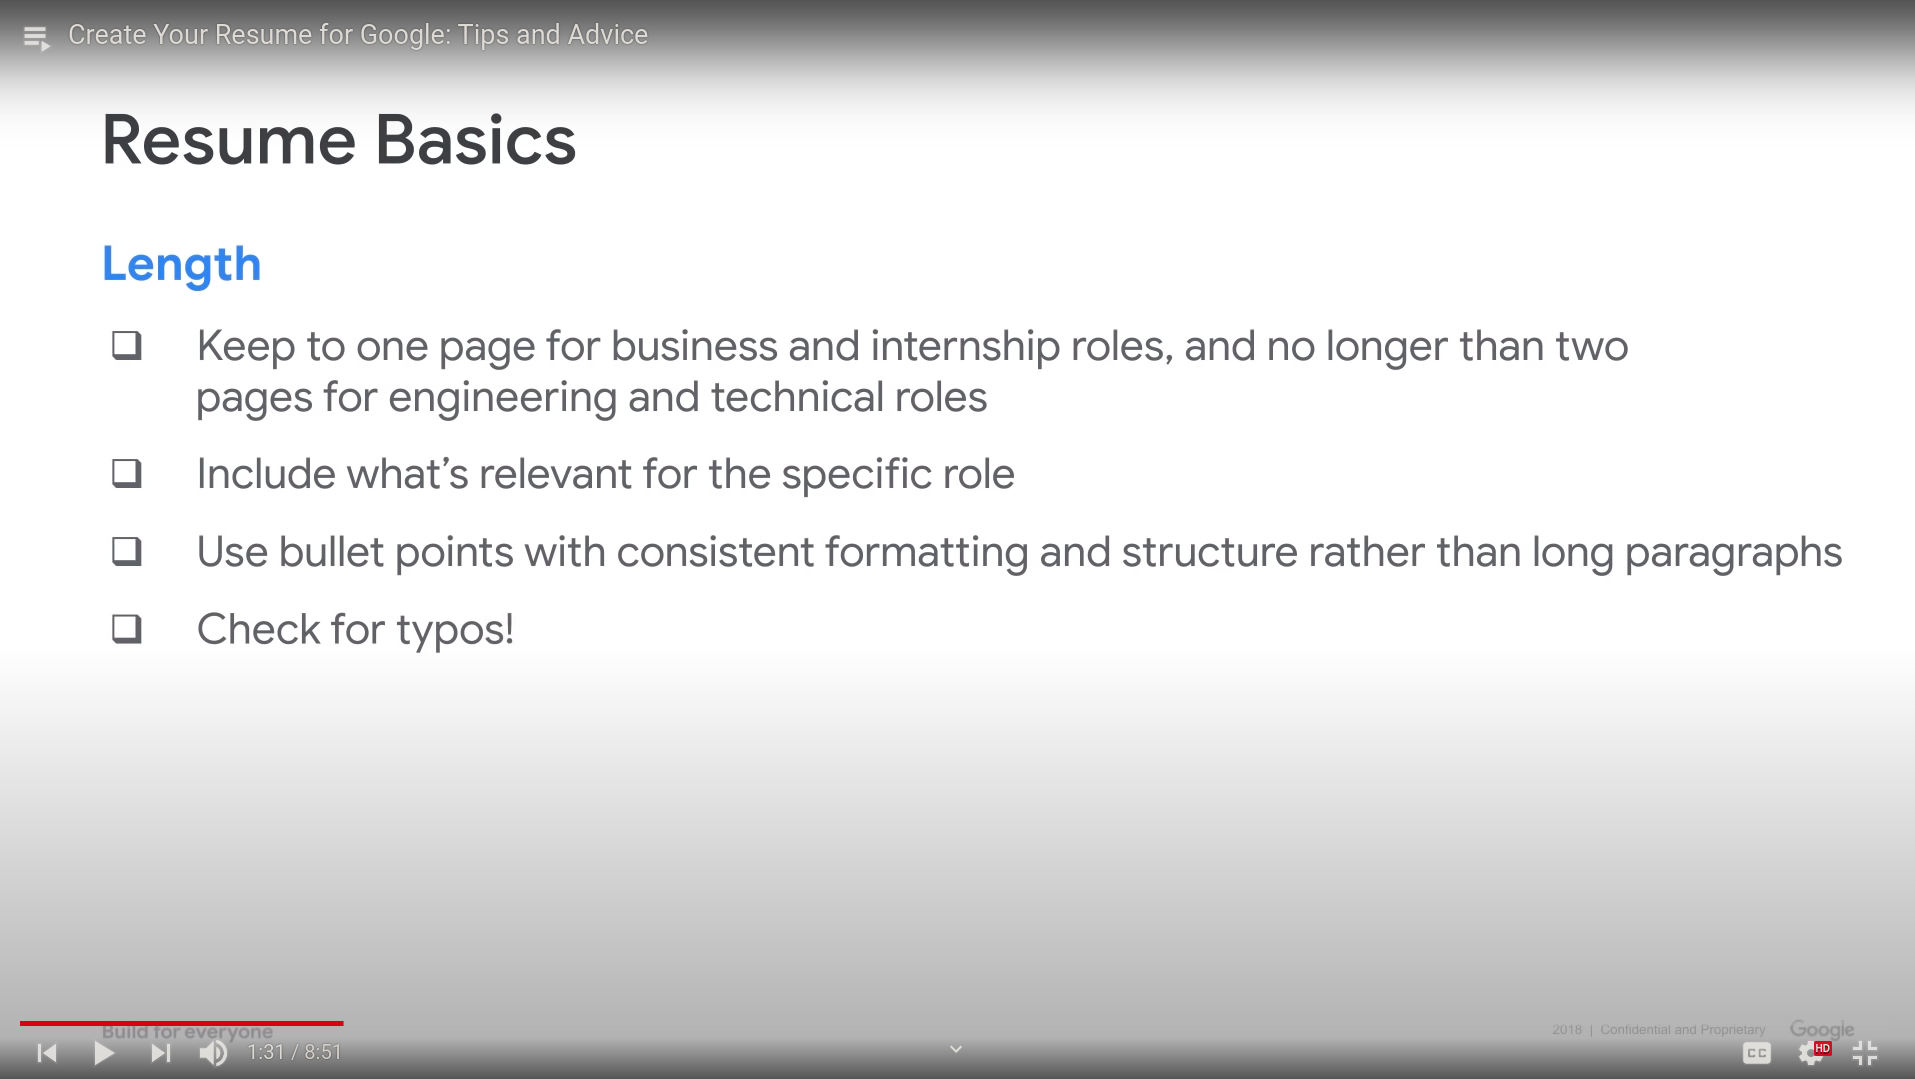 Create Your Resume for Google: Tips and Advice
Resume Basics
Length
Keep to one page for business and internship roles, and no longer than two
pages for engineering and technical roles
Include what’s relevant for the specific role
Use bullet points with consistent formatting and structure rather than long paragraphs
Check for typos!
Build for everyone
2018 | Confidential and Proprietary Google
1:31 / 8:51
CC HD